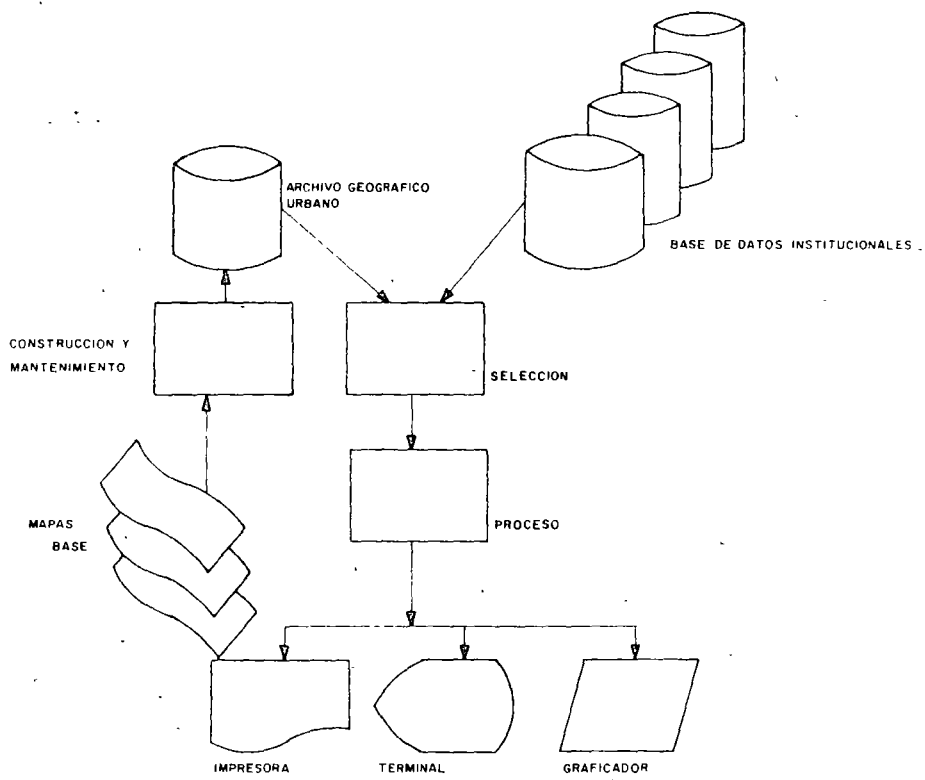 ARCHIVO GEOGRAFICO
URBANO
BASE DE DATOS INSTITUCIONALES
CONSTRUCCION Y
MANTENIMIENTO
SELECCION
MAPAS
BASE
PROCESO
IMPRESORA
TERMINAL
GRAFICADOR